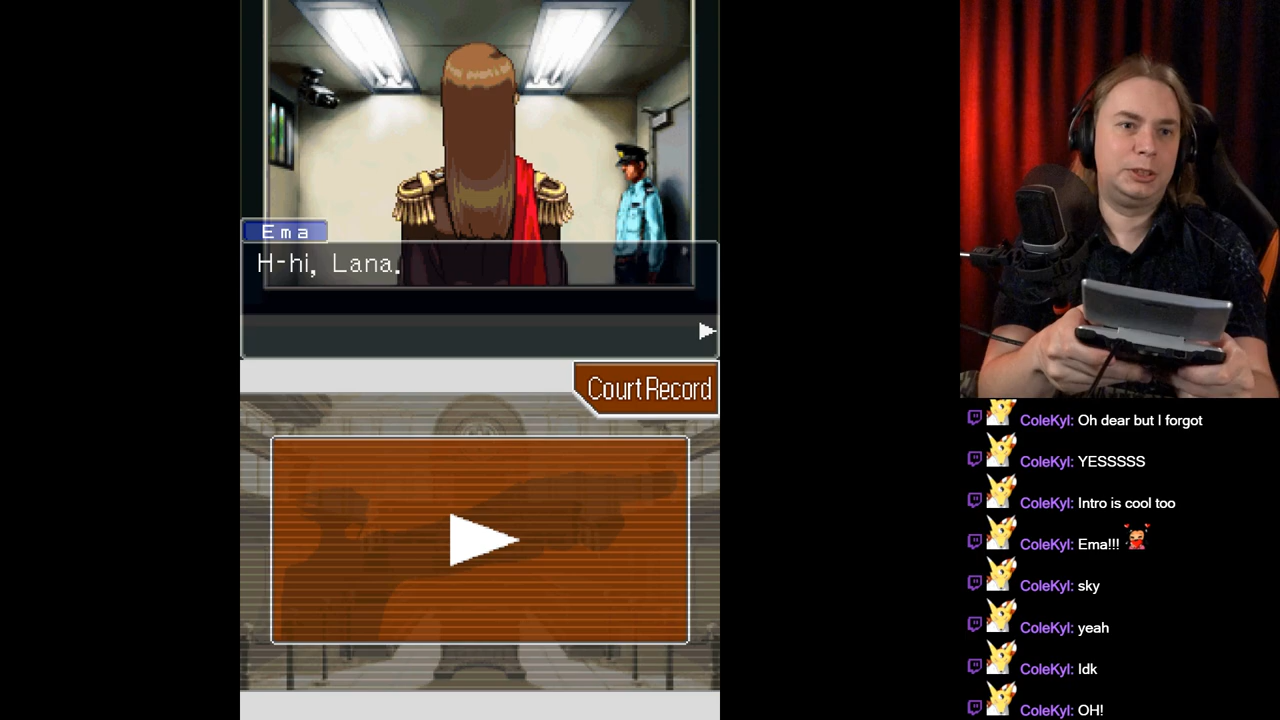 Ema
H-hi, Lana.
Court Record
ColeKyl: Oh dear but I forgot
ColeKyl: YESSSSS
ColeKyl: Intro is cool too
ColeKyl: Ema!!!
ColeKyl: sky
ColeKyl: yeah
ColeKyl: Idk
ColeKyl: OH!